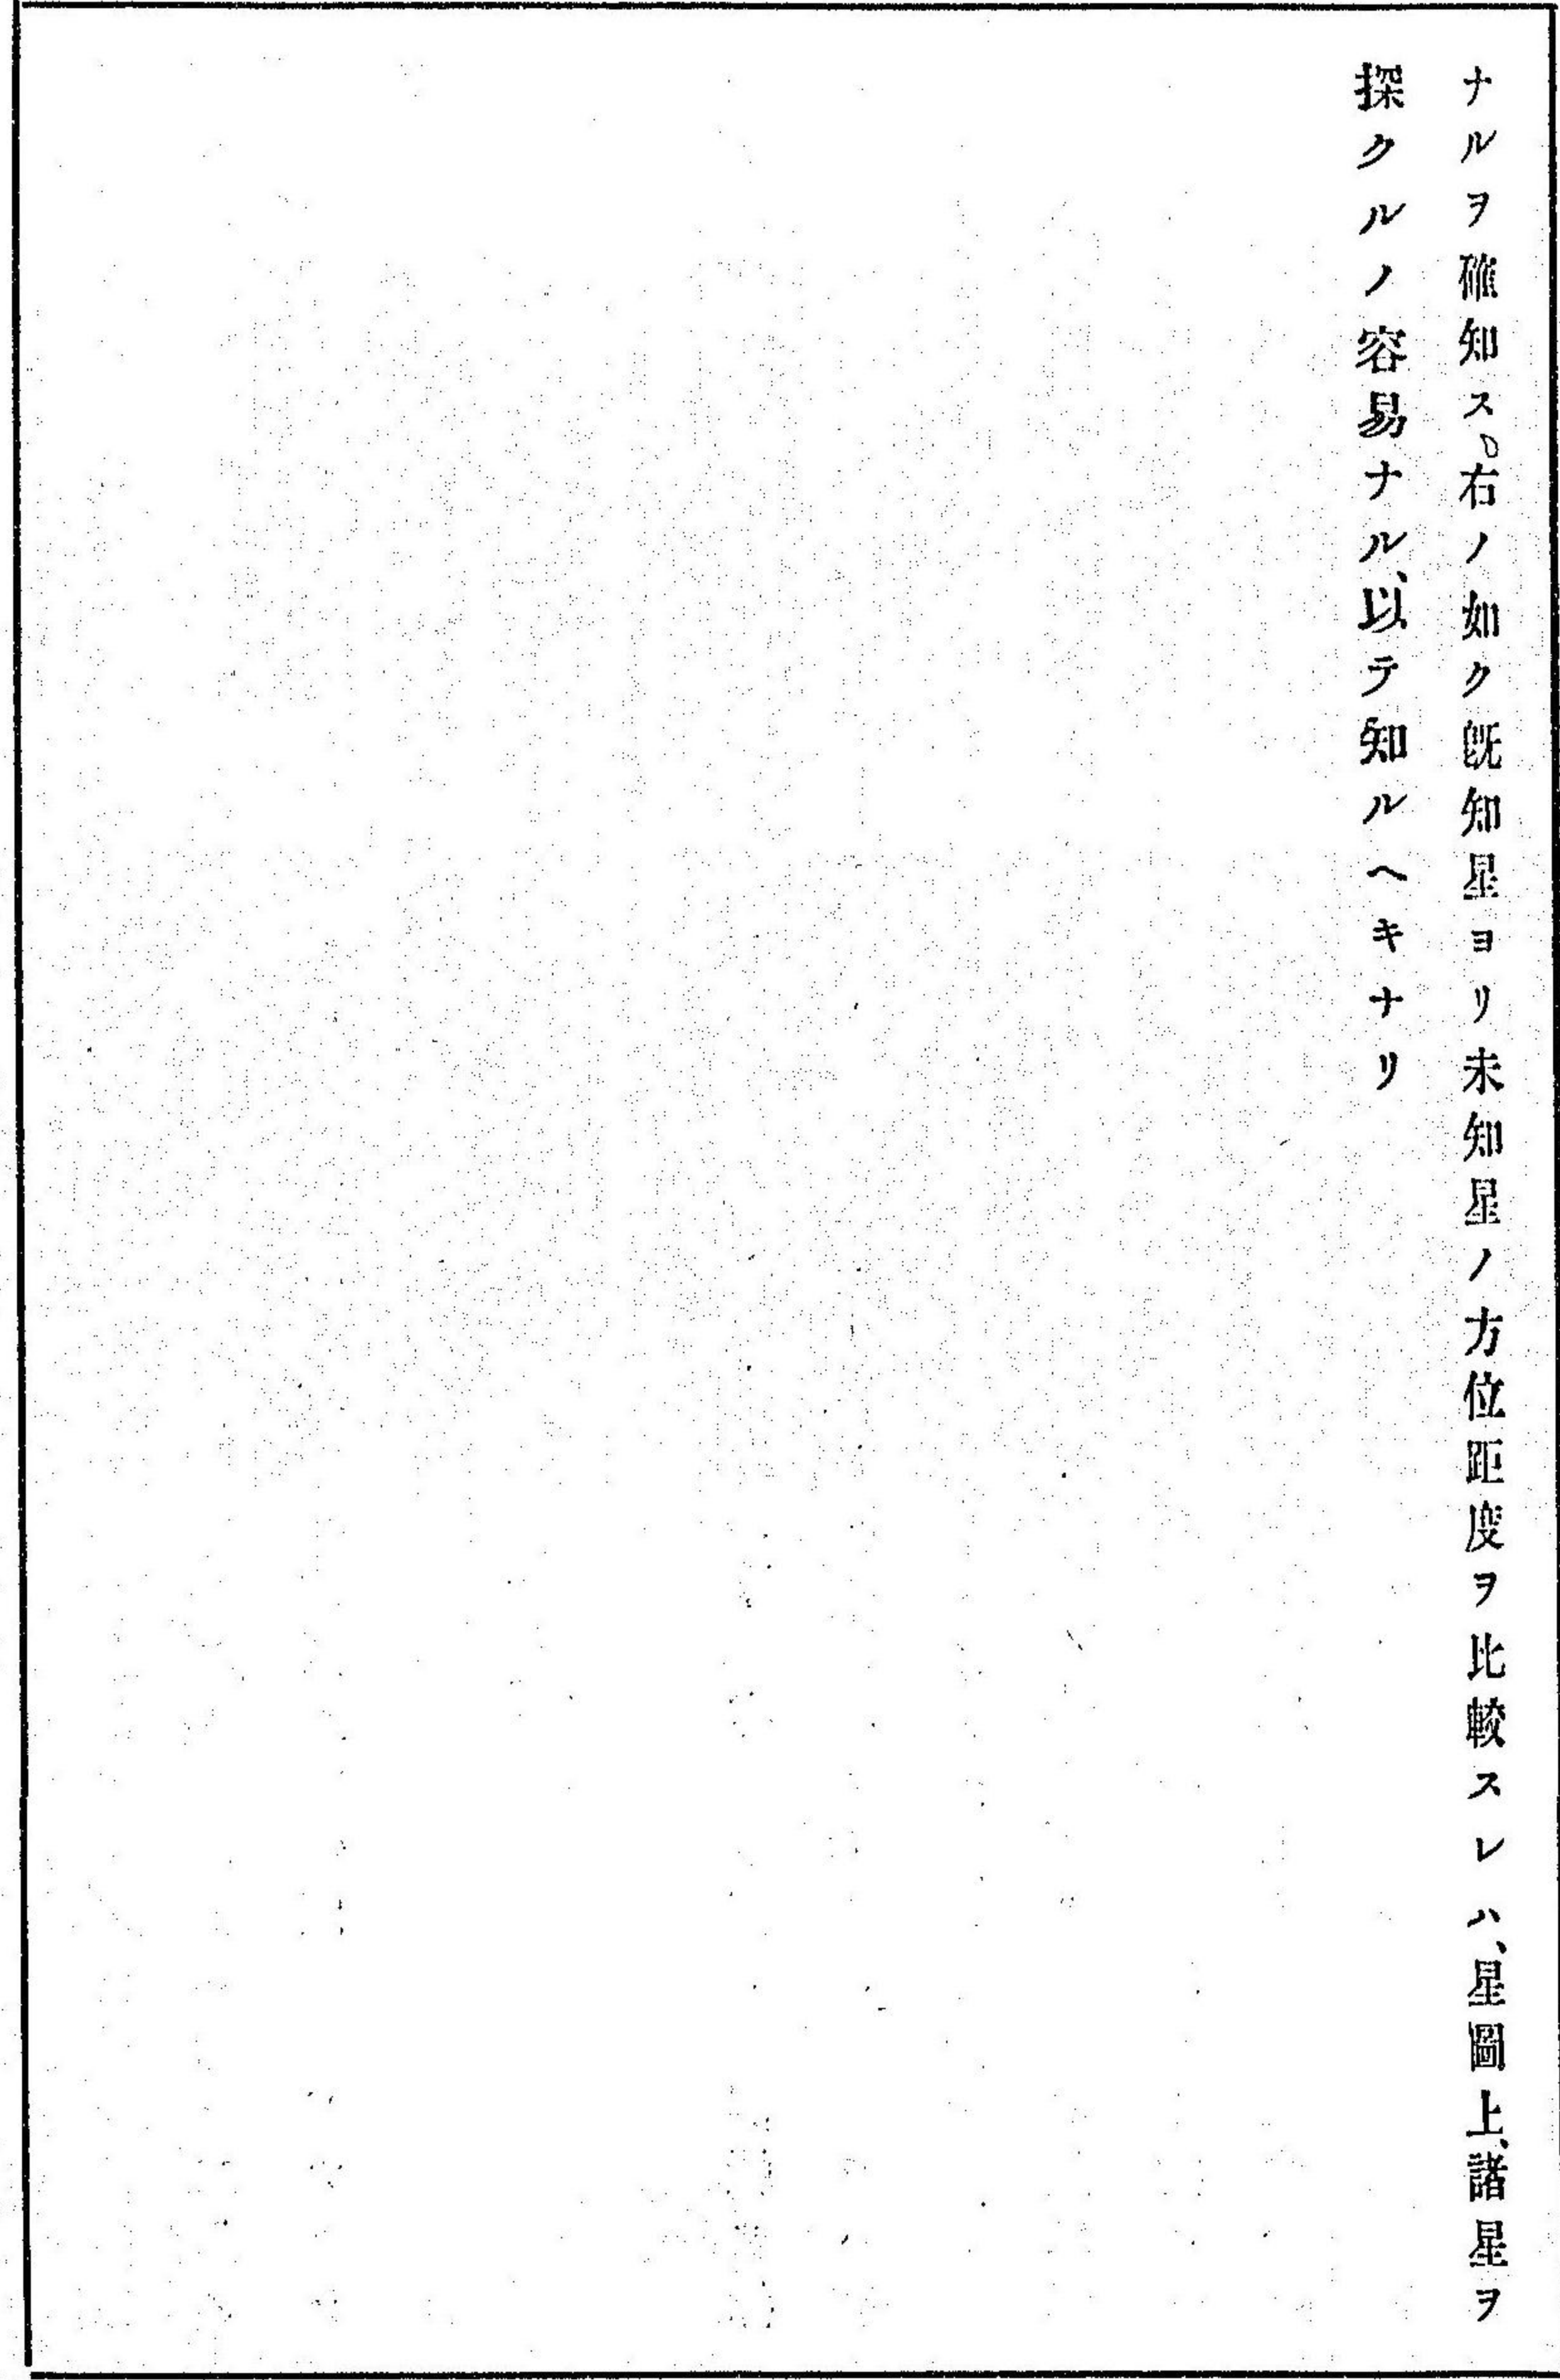 ナルヲ確知ス、右ノ如ク既知星ヨリ未知星ノ方位距度ヲ比較スレハ、星圖上、諸星ヲ
探クルノ容易ナル、以テ知ルヘキナリ